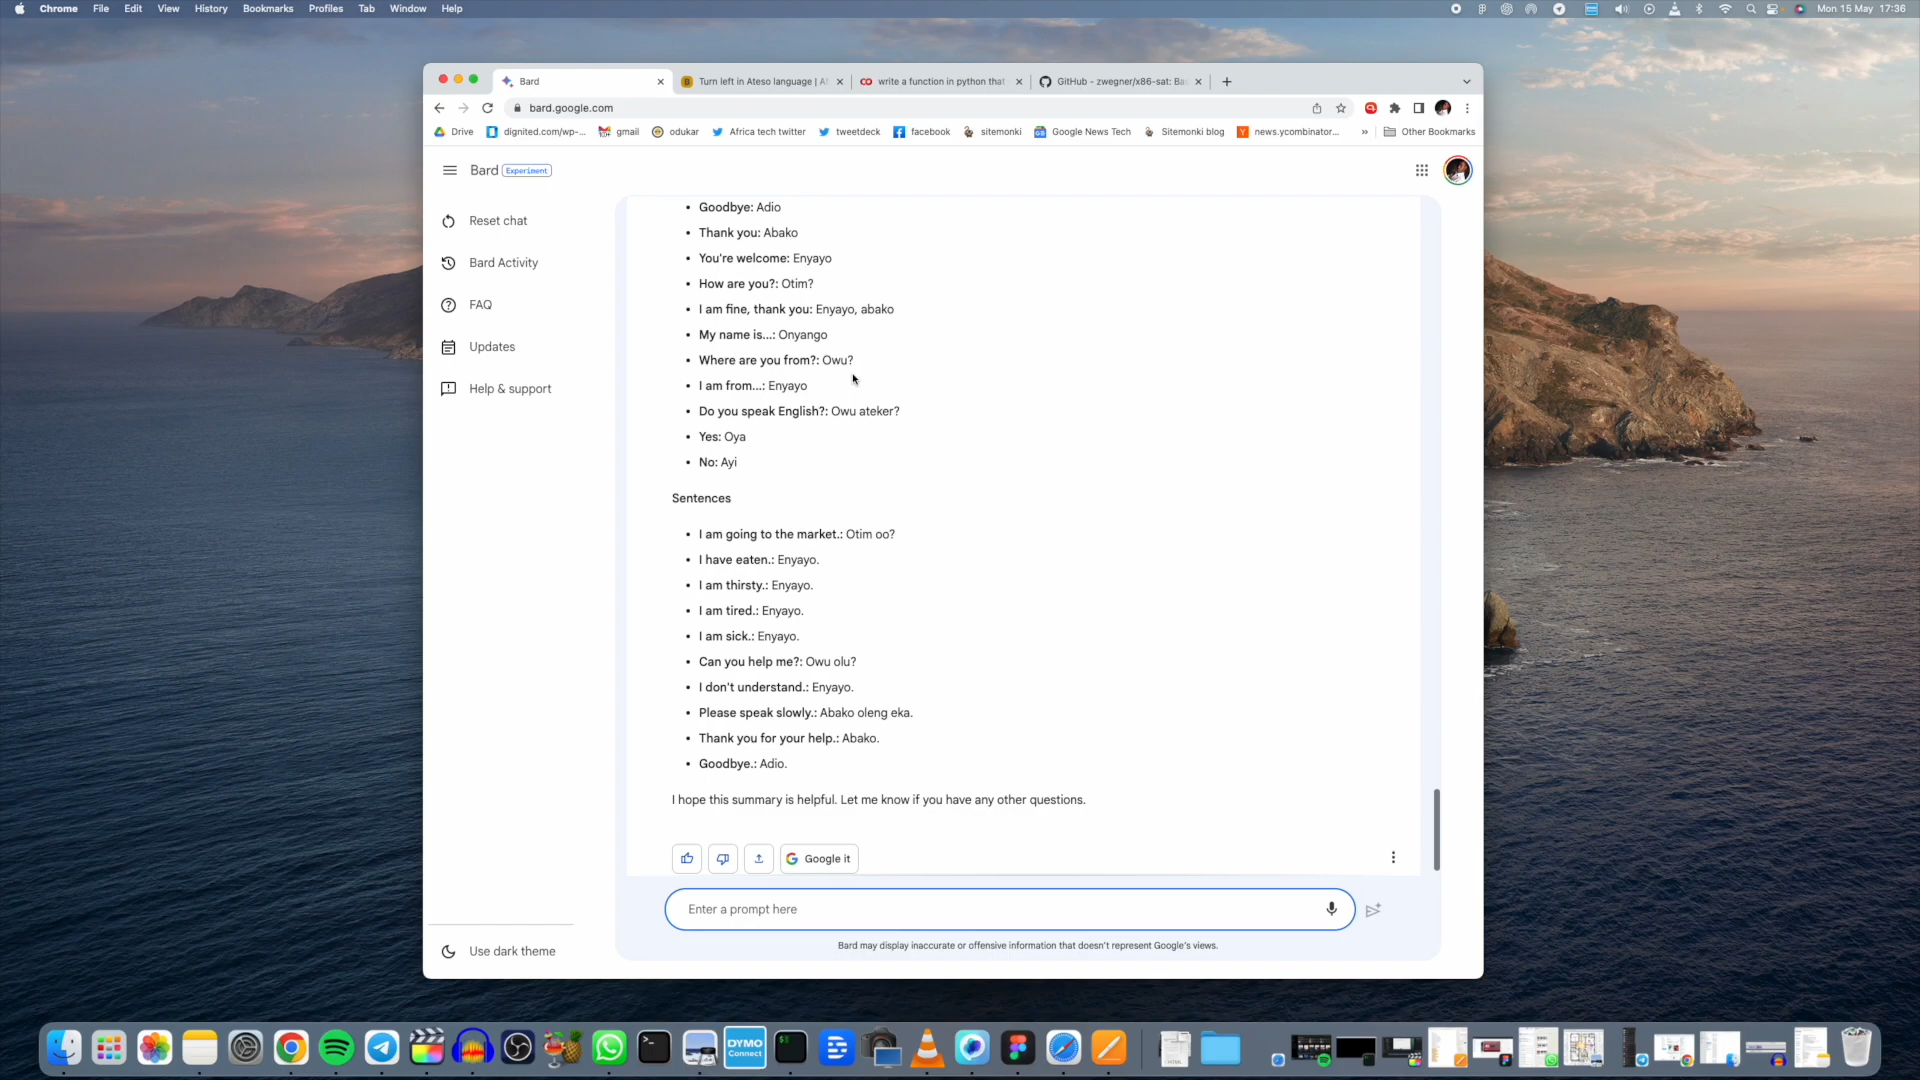 Chrome File Edit View History Bookmarks Profiles Tab Window Help Mon 15 May 17:36
Bard Turn left in Ateso language | A write a function in python that GitHub - zwegner/x86-sat: Ba
bard.google.com
Drive dignited.com/wp-... gmail odukar Africa tech twitter tweetdeck facebook sitemonki Google News Tech Sitemonki blog news.ycombinator... » Other Bookmarks
Bard Experiment
Reset chat
Bard Activity
FAQ
Updates
Help & support
Use dark theme
• Goodbye: Adio
• Thank you: Abako
• You're welcome: Enyayo
• How are you?: Otim?
• I am fine, thank you: Enyayo, abako
• My name is...: Onyango
• Where are you from?: Owu?
• I am from...: Enyayo
• Do you speak English?: Owu ateker?
• Yes: Oya
• No: Ayi
Sentences
• I am going to the market.: Otim oo?
• I have eaten.: Enyayo.
• I am thirsty.: Enyayo.
• I am tired.: Enyayo.
• I am sick.: Enyayo.
• Can you help me?: Owu olu?
• I don't understand.: Enyayo.
• Please speak slowly.: Abako oleng eka.
• Thank you for your help.: Abako.
• Goodbye.: Adio.
I hope this summary is helpful. Let me know if you have any other questions.
Google it
Enter a prompt here
Bard may display inaccurate or offensive information that doesn't represent Google's views.
DYMO
Connect